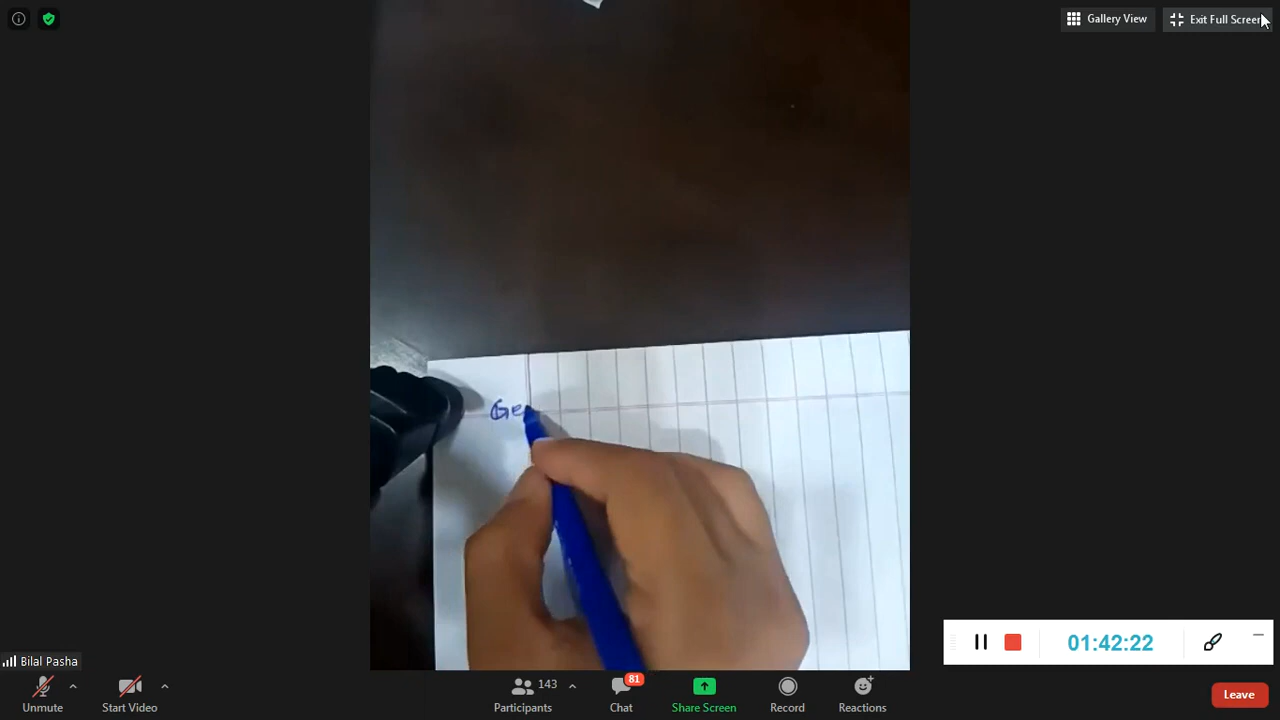 Gallery View
Exit Full Screen
Ge
Bilal Pasha
01:42:22
Unmute
Start Video
143
Participants
81
Chat
Share Screen
Record
Reactions
Leave